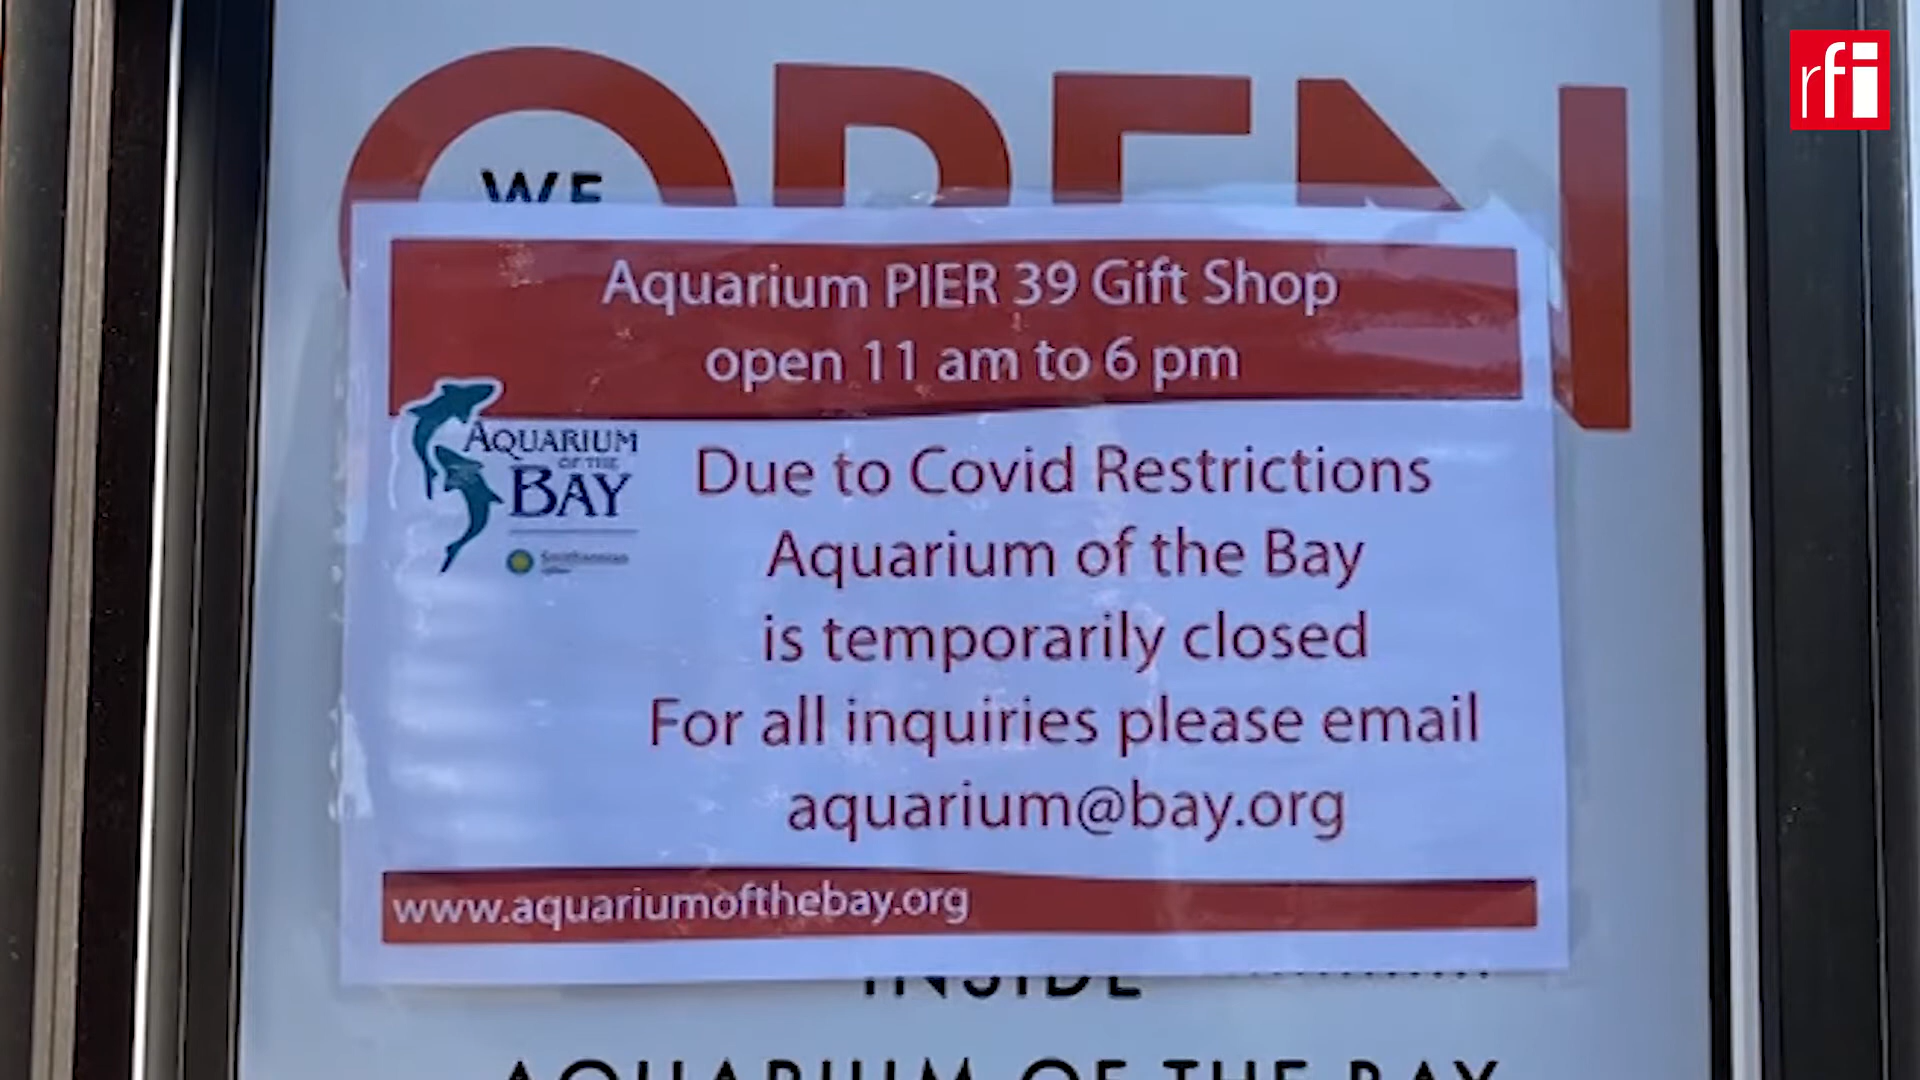 rfi
OPEN
WE
Aquarium PIER 39 Gift Shop
open 11 am to 6 pm
AQUARIUM
OF THE
BAY
Smithsonian
Due to Covid Restrictions
Aquarium of the Bay
is temporarily closed
For all inquiries please email
aquarium@bay.org
www.aquariumofthebay.org
INSIDE
AQUARIUM OF THE BAY